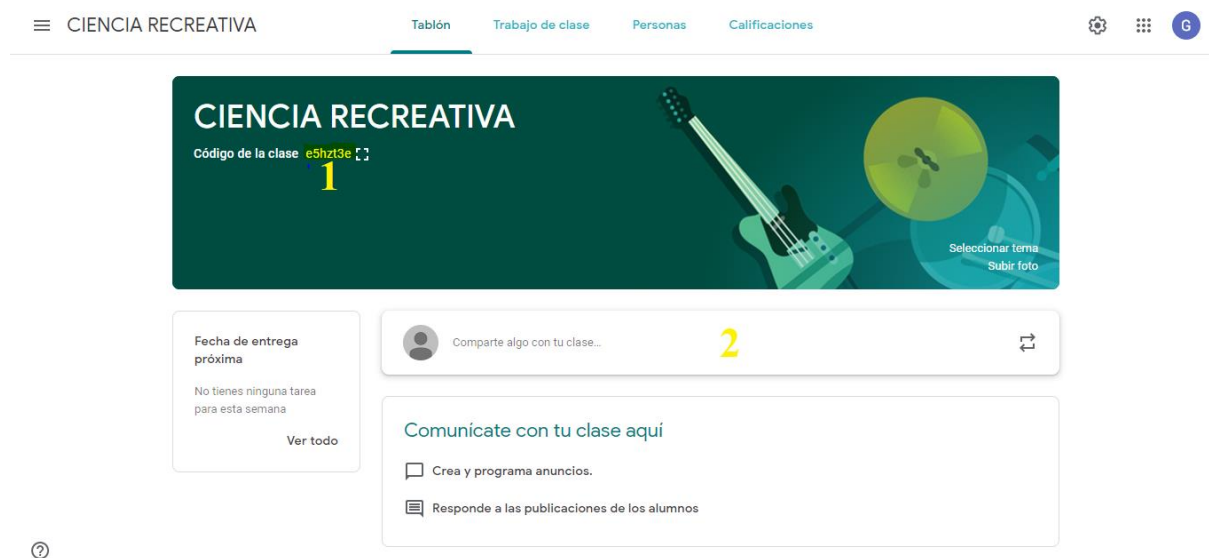 CIENCIA RECREATIVA
Tablón Trabajo de clase Personas Calificaciones
G
CIENCIA RECREATIVA
Código de la clase e5hzt3e
1
Seleccionar tema
Subir foto
Fecha de entrega
próxima
No tienes ninguna tarea
para esta semana
Ver todo
Comparte algo con tu clase...
2
Comunícate con tu clase aquí
Crea y programa anuncios.
Responde a las publicaciones de los alumnos
?